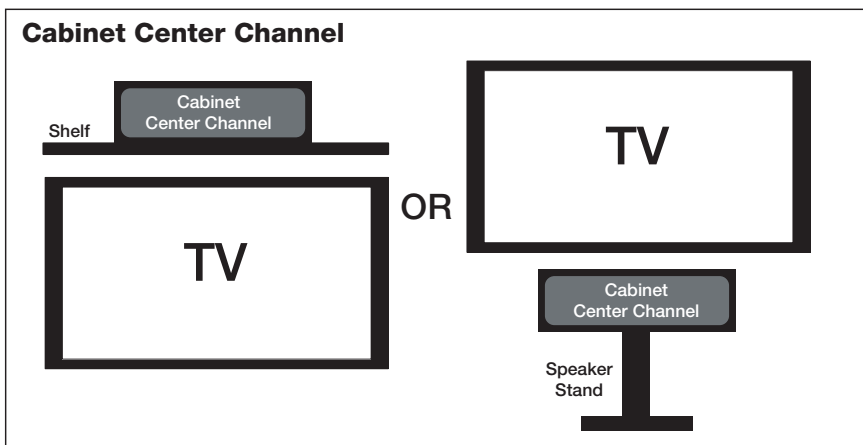 Cabinet Center Channel
Cabinet
Center Channel
Shelf
TV
OR
TV
Cabinet
Center Channel
Speaker
Stand